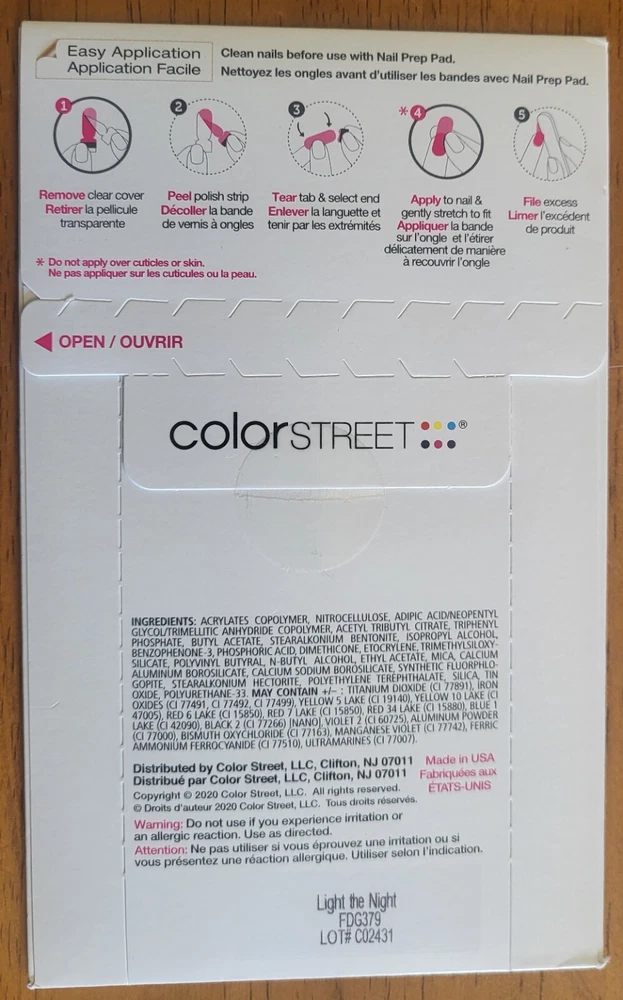 Easy Application
Application Facile
Clean nails before use with Nail Prep Pad.
Nettoyez les ongles avant d'utiliser les bandes avec Nail Prep Pad.
1
2
3
*4
5
Remove clear cover
Retirer la pellicule
transparente
Peel polish strip
Décoller la bande
de vernis à ongles
Tear tab & select end
Enlever la languette et
tenir par les extrémités
Apply to nail &
gently stretch to fit
Appliquer la bande
sur l'ongle et l'étirer
délicatement de manière
à recouvrir l'ongle
File excess
Limer l'excédent
de produit
* Do not apply over cuticles or skin.
Ne pas appliquer sur les cuticules ou la peau.
OPEN / OUVRIR
colorSTREET®
INGREDIENTS: ACRYLATES COPOLYMER, NITROCELLULOSE, ADIPIC ACID/NEOPENTYL
GLYCOL/TRIMELLITIC ANHYDRIDE COPOLYMER, ACETYL TRIBUTYL CITRATE, TRIPHENYL
PHOSPHATE, BUTYL ACETATE, STEARALKONIUM BENTONITE, ISOPROPYL ALCOHOL,
BENZOPHENONE-3, PHOSPHORIC ACID, DIMETHICONE, ETOCRYLENE, TRIMETHYLSILOXY-
SILICATE, POLYVINYL BUTYRAL, N-BUTYL ALCOHOL, ETHYL ACETATE, MICA, CALCIUM
ALUMINUM BOROSILICATE, CALCIUM SODIUM BOROSILICATE, SYNTHETIC FLUORPHLO-
GOPITE, STEARALKONIUM HECTORITE, POLYETHYLENE TEREPHTHALATE, SILICA, TIN
OXIDE, POLYURETHANE-33. MAY CONTAIN +/- : TITANIUM DIOXIDE (CI 77891), IRON
OXIDES (CI 77491, CI 77492, CI 77499), YELLOW 5 LAKE (CI 19140), YELLOW 10 LAKE (CI
47005), RED 6 LAKE (CI 15850), RED 7 LAKE (CI 15850), RED 34 LAKE (CI 15880), BLUE 1
LAKE (CI 42090), BLACK 2 (CI 77266) [NANO], VIOLET 2 (CI 60725), ALUMINUM POWDER
(CI 77000), BISMUTH OXYCHLORIDE (CI 77163), MANGANESE VIOLET (CI 77742), FERRIC
AMMONIUM FERROCYANIDE (CI 77510), ULTRAMARINES (CI 77007).
Distributed by Color Street, LLC, Clifton, NJ 07011
Distribué par Color Street, LLC, Clifton, NJ 07011
Made in USA
Fabriquées aux
ÉTATS-UNIS
Copyright © 2020 Color Street, LLC. All rights reserved.
© Droits d'auteur 2020 Color Street, LLC. Tous droits réservés.
Warning: Do not use if you experience irritation or
an allergic reaction. Use as directed.
Attention: Ne pas utiliser si vous éprouvez une irritation ou si
vous présentez une réaction allergique. Utiliser selon l'indication.
Light the Night
FDG379
LOT# C02431